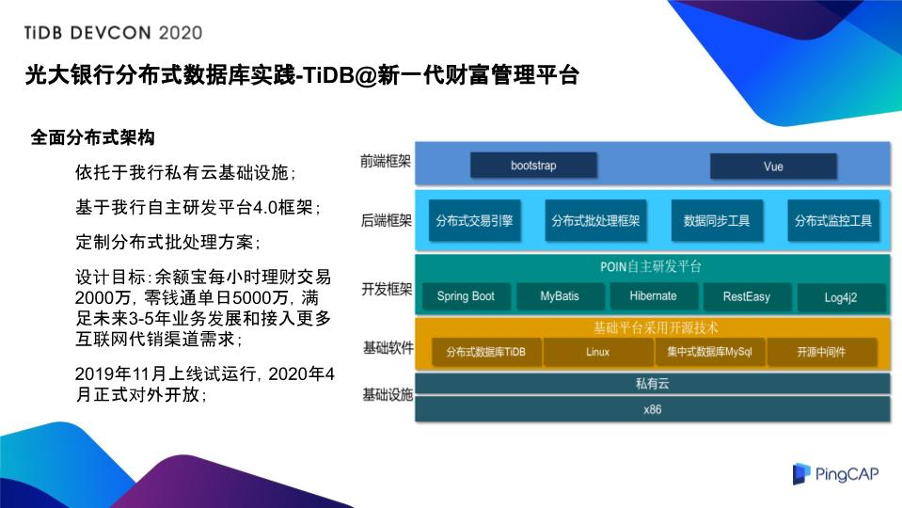 TiDB DEVCON 2020
光大银行分布式数据库实践-TiDB@新一代财富管理平台
全面分布式架构
依托于我行私有云基础设施；
基于我行自主研发平台4.0框架；
定制分布式批处理方案；
设计目标：余额宝每小时理财交易
2000万，零钱通单日5000万，满
足未来3-5年业务发展和接入更多
互联网代销渠道需求；
2019年11月上线试运行，2020年4
月正式对外开放；
前端框架
bootstrap
Vue
后端框架
分布式交易引擎
分布式批处理框架
数据同步工具
分布式监控工具
开发框架
POIN自主研发平台
Spring Boot
MyBatis
Hibernate
RestEasy
Log4j2
基础软件
基础平台采用开源技术
分布式数据库TiDB
Linux
集中式数据库MySql
开源中间件
基础设施
私有云
x86
PingCAP